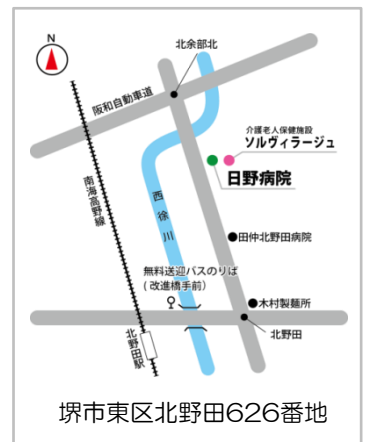 N
北余部北
阪和自動車道
介護老人保健施設
ソルヴィラージュ
日野病院
南海高野線
西徐川
田仲北野田病院
無料送迎バスのりば
(改進橋手前)
木村製麺所
北野田
北野田駅
堺市東区北野田626番地